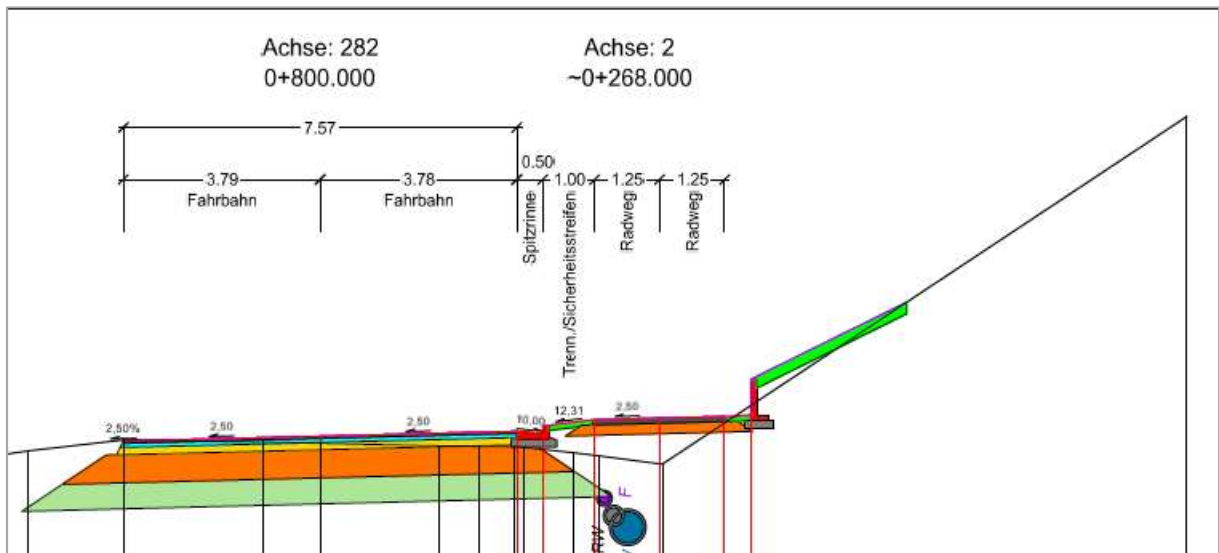 Achse: 282
0+800.000
Achse: 2
~0+268.000
7.57
0.50
3.79
3.78
1.00
1.25
1.25
Fahrbahn
Fahrbahn
Spitzrinne
Trenn./Sicherheitsstreifen
Radweg
Radweg
2,50%
2,50
2,50
10,00
12,31
2,50
F
RW